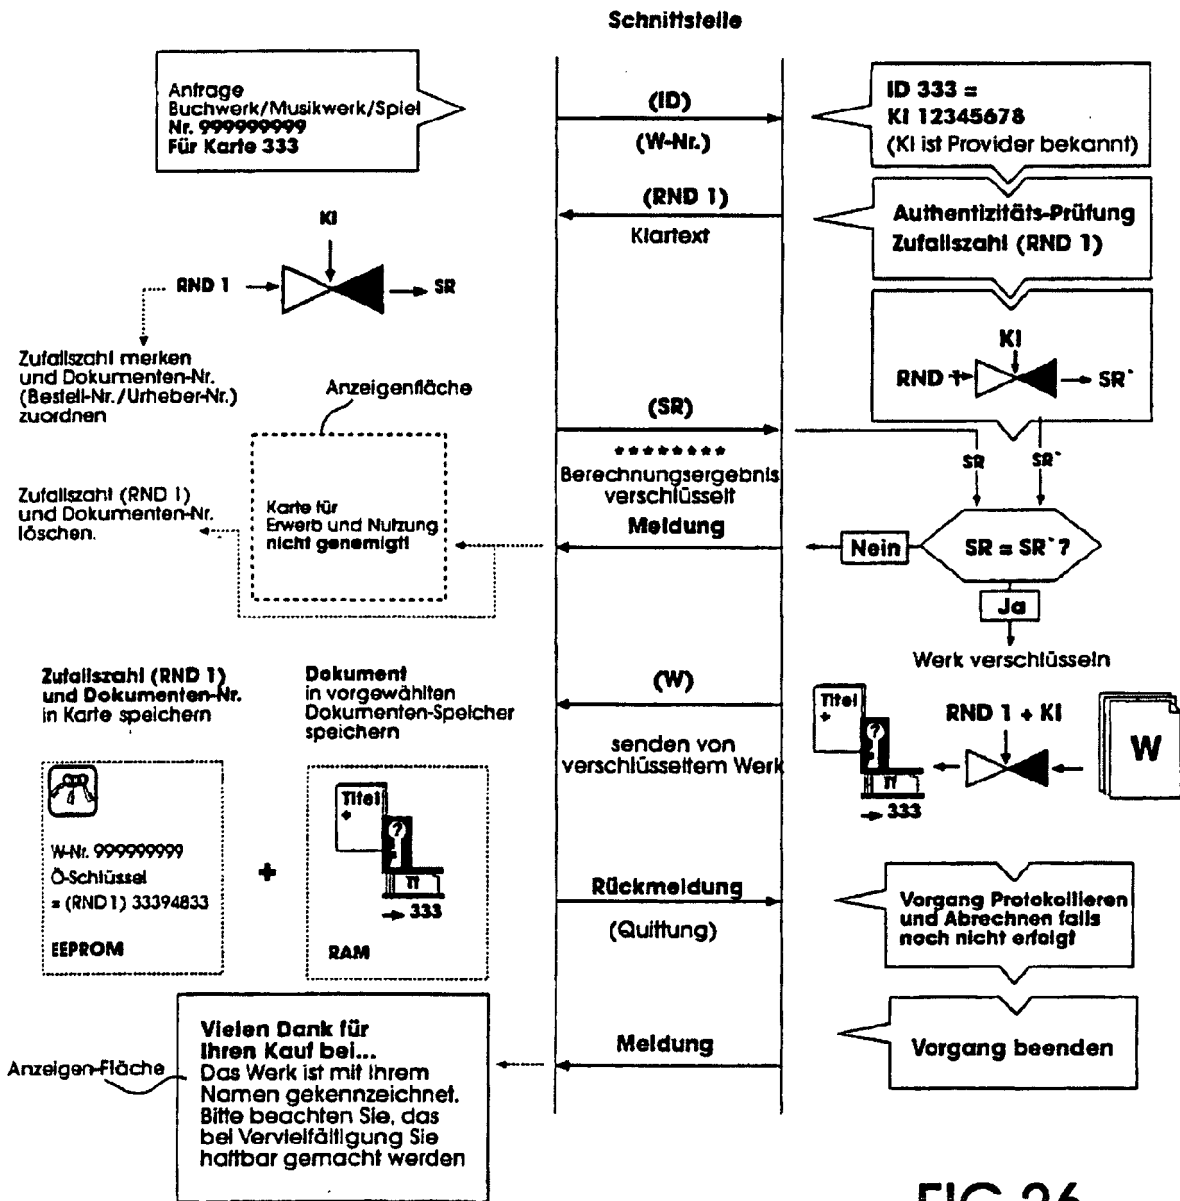 Schnittstelle
Anfrage
Buchwerk/Musikwerk/Spiel
Nr. 999999999
Für Karte 333
(ID)
(W-Nr.)
ID 333 =
KI 12345678
(KI ist Provider bekannt)
(RND 1)
Klartext
Authentizitäts-Prüfung
Zufallszahl (RND 1)
KI
RND 1
SR
KI
RND 1
SR`
Zufallszahl merken
und Dokumenten-Nr.
(Bestell-Nr./Urheber-Nr.)
zuordnen
Anzeigenfläche
(SR)
********
Berechnungsergebnis
verschlüsselt
SR
SR`
Zufallszahl (RND 1)
und Dokumenten-Nr.
löschen.
Karte für
Erwerb und Nutzung
nicht genemigt!
Meldung
Nein
SR = SR` ?
Ja
Werk verschlüsseln
Zufallszahl (RND 1)
und Dokumenten-Nr.
in Karte speichern
Dokument
in vorgewählten
Dokumenten-Speicher
speichern
(W)
senden von
verschlüsseltem Werk
Titel
+
?
TT
333
RND 1 + KI
W
W-Nr. 999999999
Ö-Schlüssel
= (RND1) 33394833
EEPROM
+
Titel
+
?
TT
333
RAM
Rückmeldung
(Quittung)
Vorgang Protokollieren
und Abrechnen falls
noch nicht erfolgt
Anzeigen-Fläche
Vielen Dank für
Ihren Kauf bei...
Das Werk ist mit Ihrem
Namen gekennzeichnet.
Bitte beachten Sie, das
bei Vervielfältigung Sie
haftbar gemacht werden
Meldung
Vorgang beenden
FIG 26